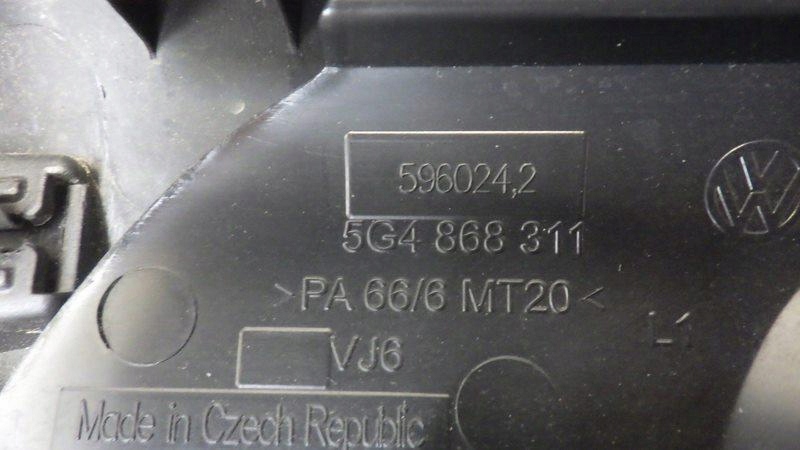 596024,2
5G4 868 311
>PA 66/6 MT20<
L1
VJ6
Made in Czech Republic